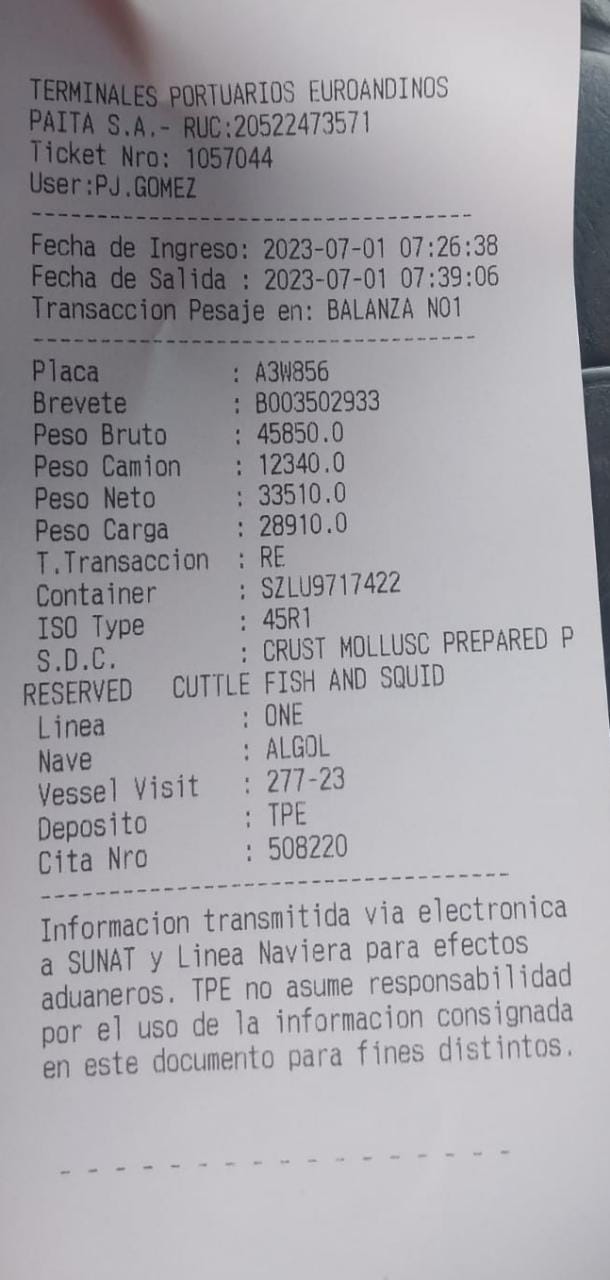 TERMINALES PORTUARIOS EUROANDINOS
PAITA S.A.- RUC:20522473571
Ticket Nro: 1057044
User:PJ.GOMEZ
----------------------------------
Fecha de Ingreso: 2023-07-01 07:26:38
Fecha de Salida : 2023-07-01 07:39:06
Transaccion Pesaje en: BALANZA NO1
----------------------------------
Placa : A3W856
Brevete : B003502933
Peso Bruto : 45850.0
Peso Camion : 12340.0
Peso Neto : 33510.0
Peso Carga : 28910.0
T.Transaccion : RE
Container : SZLU9717422
ISO Type : 45R1
S.D.C. : CRUST MOLLUSC PREPARED P
RESERVED CUTTLE FISH AND SQUID
Linea : ONE
Nave : ALGOL
Vessel Visit : 277-23
Deposito : TPE
Cita Nro : 508220
----------------------------------
Informacion transmitida via electronica
a SUNAT y Linea Naviera para efectos
aduaneros. TPE no asume responsabilidad
por el uso de la informacion consignada
en este documento para fines distintos.
- - - - - - - - - - - - - - - - -